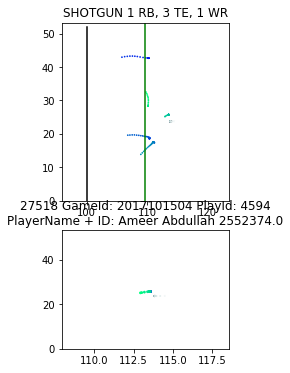 SHOTGUN 1 RB, 3 TE, 1 WR
50
40
30
20
10
0
100 110 120
27518 GameId: 2017101504 PlayId: 4594
PlayerName + ID: Ameer Abdullah 2552374.0
40
20
0
110.0 112.5 115.0 117.5